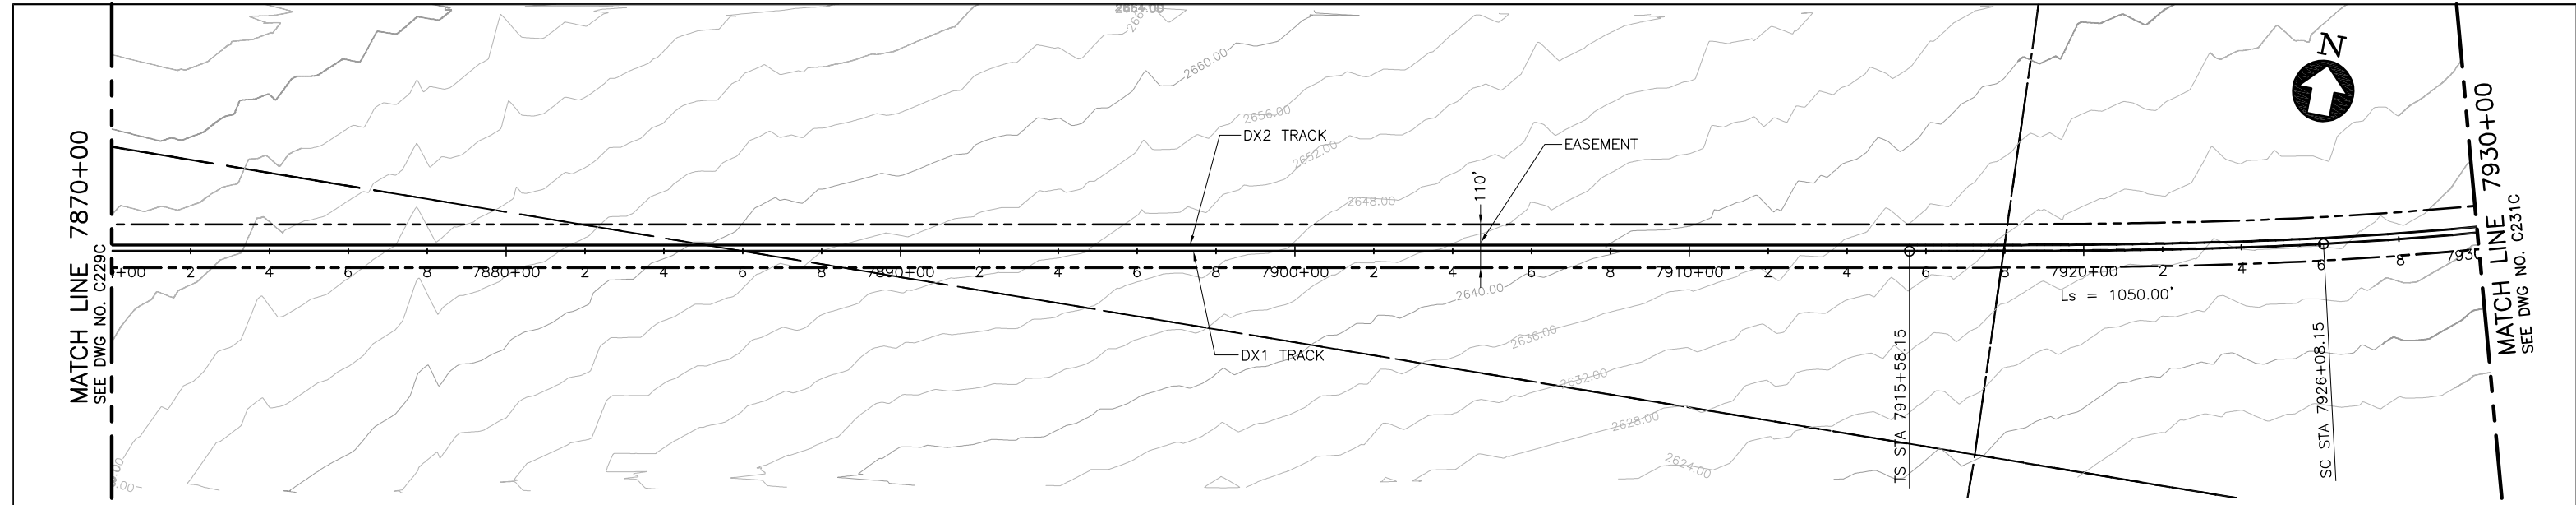 MATCH LINE 7870+00
SEE DWG NO. C229C
2664.00
2660.00
2656.00
2652.00
2648.00
2640.00
2636.00
2632.00
2628.00
2624.00
DX2 TRACK
EASEMENT
110'
N
+00 2 4 6 8 7880+00 2 4 6 8 7890+00 2 4 6 8 7900+00 2 4 6 8 7910+00 2 4 6 8 7920+00 2 4 6 8 7930
Ls = 1050.00'
DX1 TRACK
TS STA 7915+58.15
SC STA 7926+08.15
MATCH LINE 7930+00
SEE DWG NO. C231C